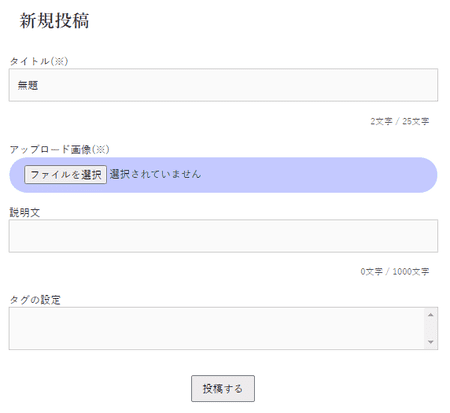 新規投稿
タイトル(※)
無題
2文字 / 25文字
アップロード画像(※)
ファイルを選択 選択されていません
説明文
0文字 / 1000文字
タグの設定
投稿する